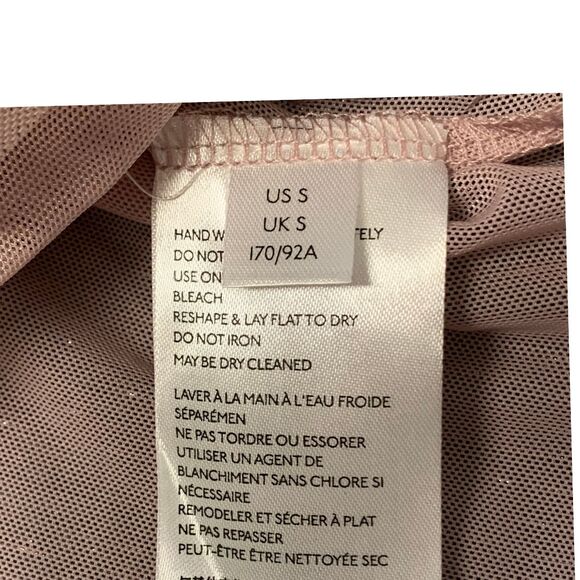 US S
UK S
170/92A
HAND W TELY
DO NOT
USE ON
BLEACH
RESHAPE & LAY FLAT TO DRY
DO NOT IRON
MAY BE DRY CLEANED
LAVER À LA MAIN À L'EAU FROIDE
SÉPARÉMEN
NE PAS TORDRE OU ESSORER
UTILISER UN AGENT DE
BLANCHIMENT SANS CHLORE SI
NÉCESSAIRE
REMODELER ET SÉCHER À PLAT
NE PAS REPASSER
PEUT-ÊTRE ÊTRE NETTOYÉE SEC